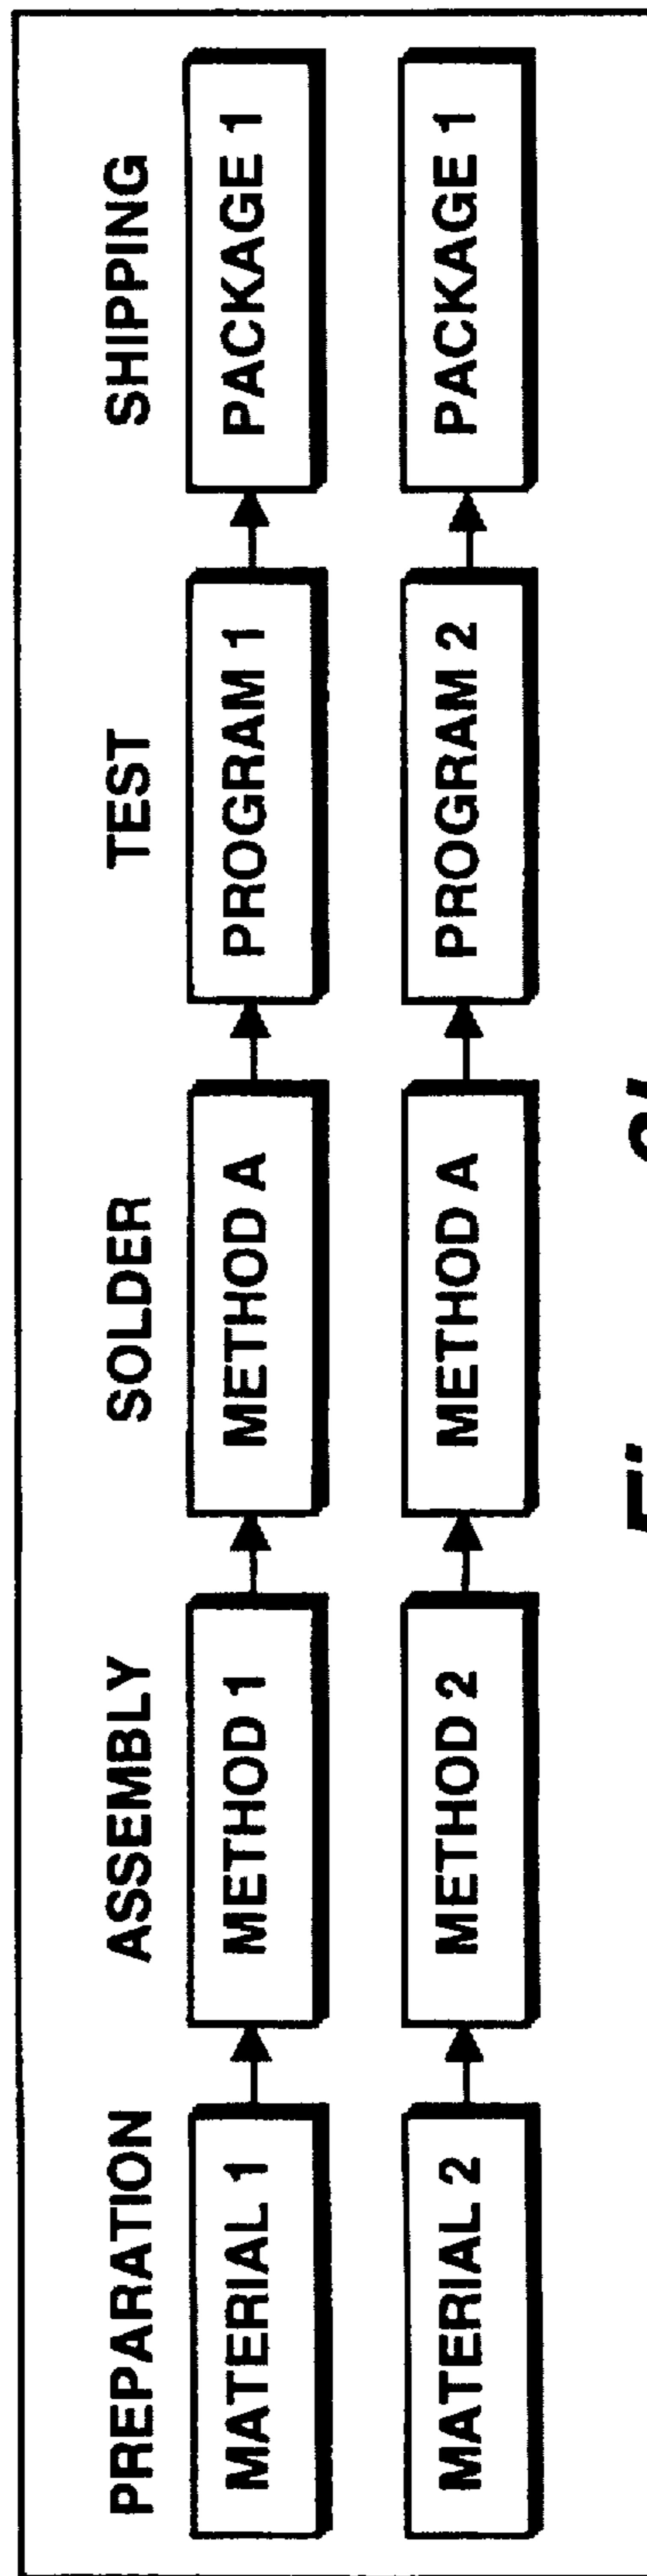 PREPARATION ASSEMBLY SOLDER TEST SHIPPING
MATERIAL 1 METHOD 1 METHOD A PROGRAM 1 PACKAGE 1
MATERIAL 2 METHOD 2 METHOD A PROGRAM 2 PACKAGE 1